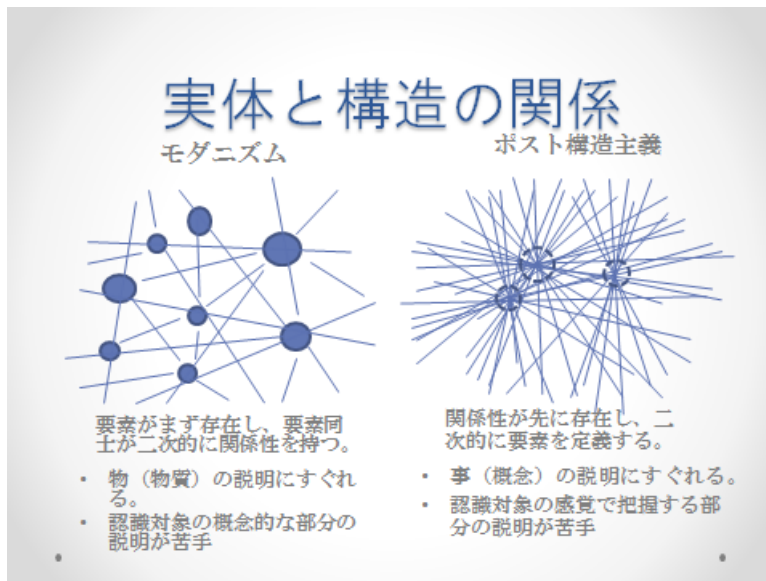 実体と構造の関係
モダニズム
要素がまず存在し、要素同
士が二次的に関係性を持つ。
• 物（物質）の説明にすぐれ
る。
• 認識対象の概念的な部分の
説明が苦手
ポスト構造主義
関係性が先に存在し、二
次的に要素を定義する。
• 事（概念）の説明にすぐれる。
• 認識対象の感覚で把握する部
分の説明が苦手